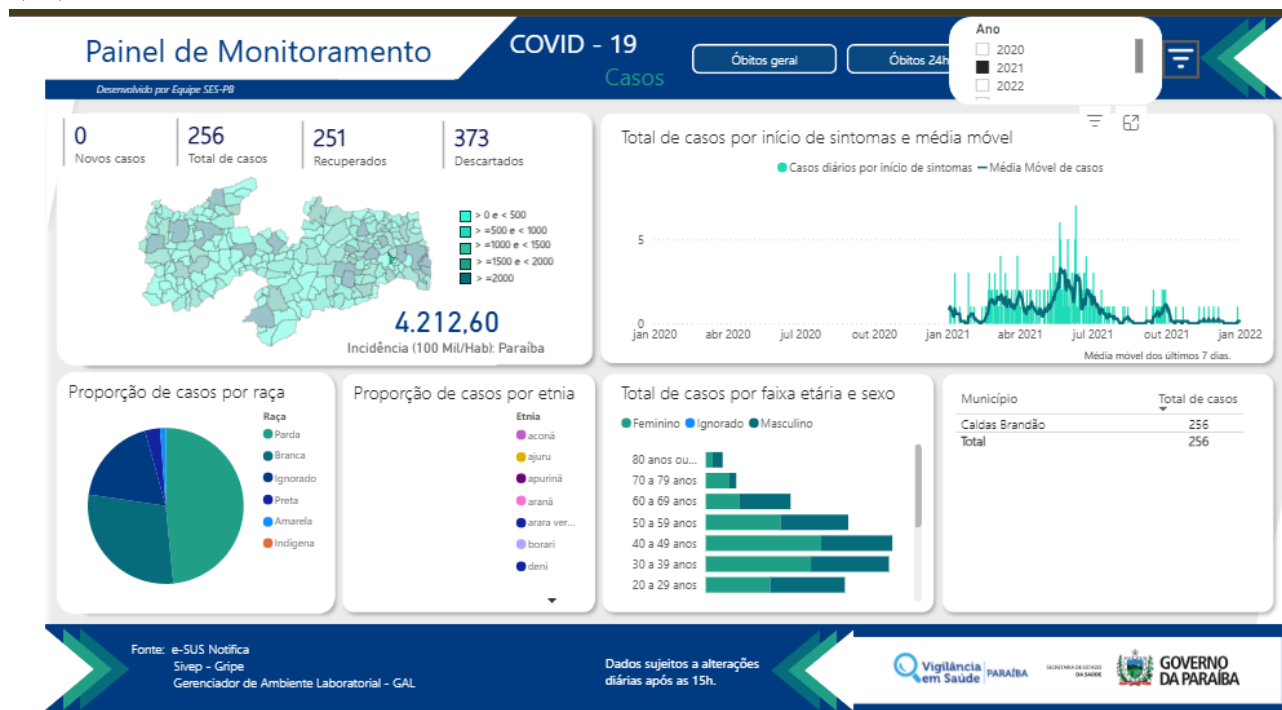 Painel de Monitoramento
Desenvolvido por Equipe SES-PB
COVID - 19
Casos
Óbitos geral
Óbitos 24h
Ano
2020
2021
2022
0
Novos casos
256
Total de casos
251
Recuperados
373
Descartados
> 0 e < 500
> =500 e < 1000
> =1000 e < 1500
> =1500 e < 2000
> =2000
4.212,60
Incidência (100 Mil/Hab): Paraíba
Total de casos por início de sintomas e média móvel
Casos diários por início de sintomas Média Móvel de casos
5
0
jan 2020 abr 2020 jul 2020 out 2020 jan 2021 abr 2021 jul 2021 out 2021 jan 2022
Média móvel dos últimos 7 dias.
Proporção de casos por raça
Raça
Parda
Branca
Ignorado
Preta
Amarela
Indígena
Proporção de casos por etnia
Etnia
aconã
ajuru
apurinã
aranã
arara ver...
borari
deni
Total de casos por faixa etária e sexo
Feminino Ignorado Masculino
80 anos ou...
70 a 79 anos
60 a 69 anos
50 a 59 anos
40 a 49 anos
30 a 39 anos
20 a 29 anos
Município Total de casos
Caldas Brandão 256
Total 256
Fonte: e-SUS Notifica
Sivep - Gripe
Gerenciador de Ambiente Laboratorial - GAL
Dados sujeitos a alterações
diárias após as 15h.
Vigilância
em Saúde PARAÍBA
SECRETARIA DE ESTADO
DA SAÚDE
GOVERNO
DA PARAÍBA